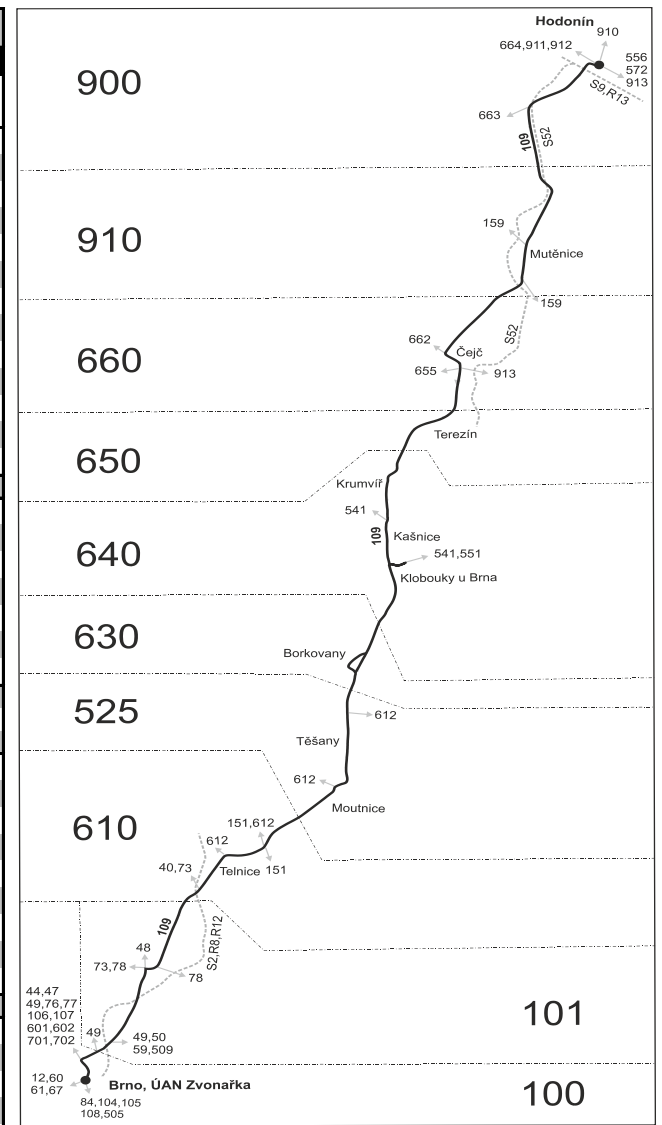 Hodonín
910
664,911,912
556
572
913
S9,R13
900
663
109
S52
910
159
Mutěnice
159
S52
662
Čejč
660
655
913
Terezín
650
Krumvíř
541
109
Kašnice
640
541,551
Klobouky u Brna
630
Borkovany
525
612
Těšany
612
Moutnice
610
151,612
612
Telnice
151
40,73
109
S2,R8,R12
48
73,78
78
44,47
49,76,77
106,107
601,602
701,702
49
49,50
59,509
101
12,60
61,67
Brno, ÚAN Zvonařka
84,104,105
108,505
100